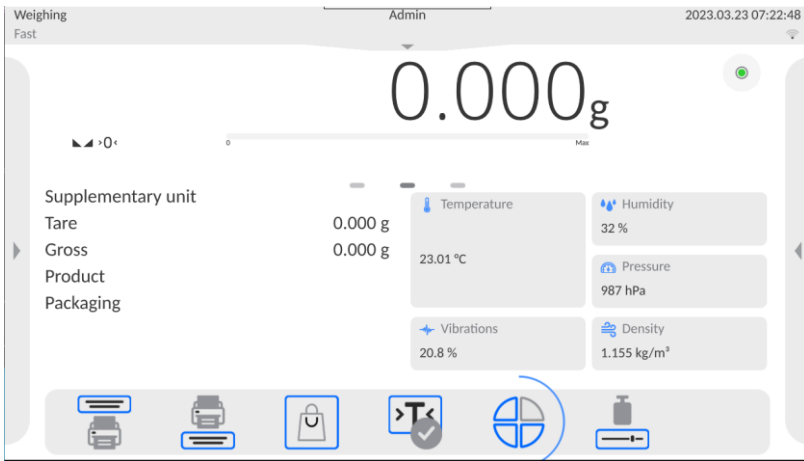 Weighing Admin 2023.03.23 07:22:48
Fast
0.000 g
>0<
0 Max
Supplementary unit
Tare 0.000 g
Gross 0.000 g
Product
Packaging
Temperature
23.01 °C
Humidity
32 %
Pressure
987 hPa
Vibrations
20.8 %
Density
1.155 kg/m³
>T<